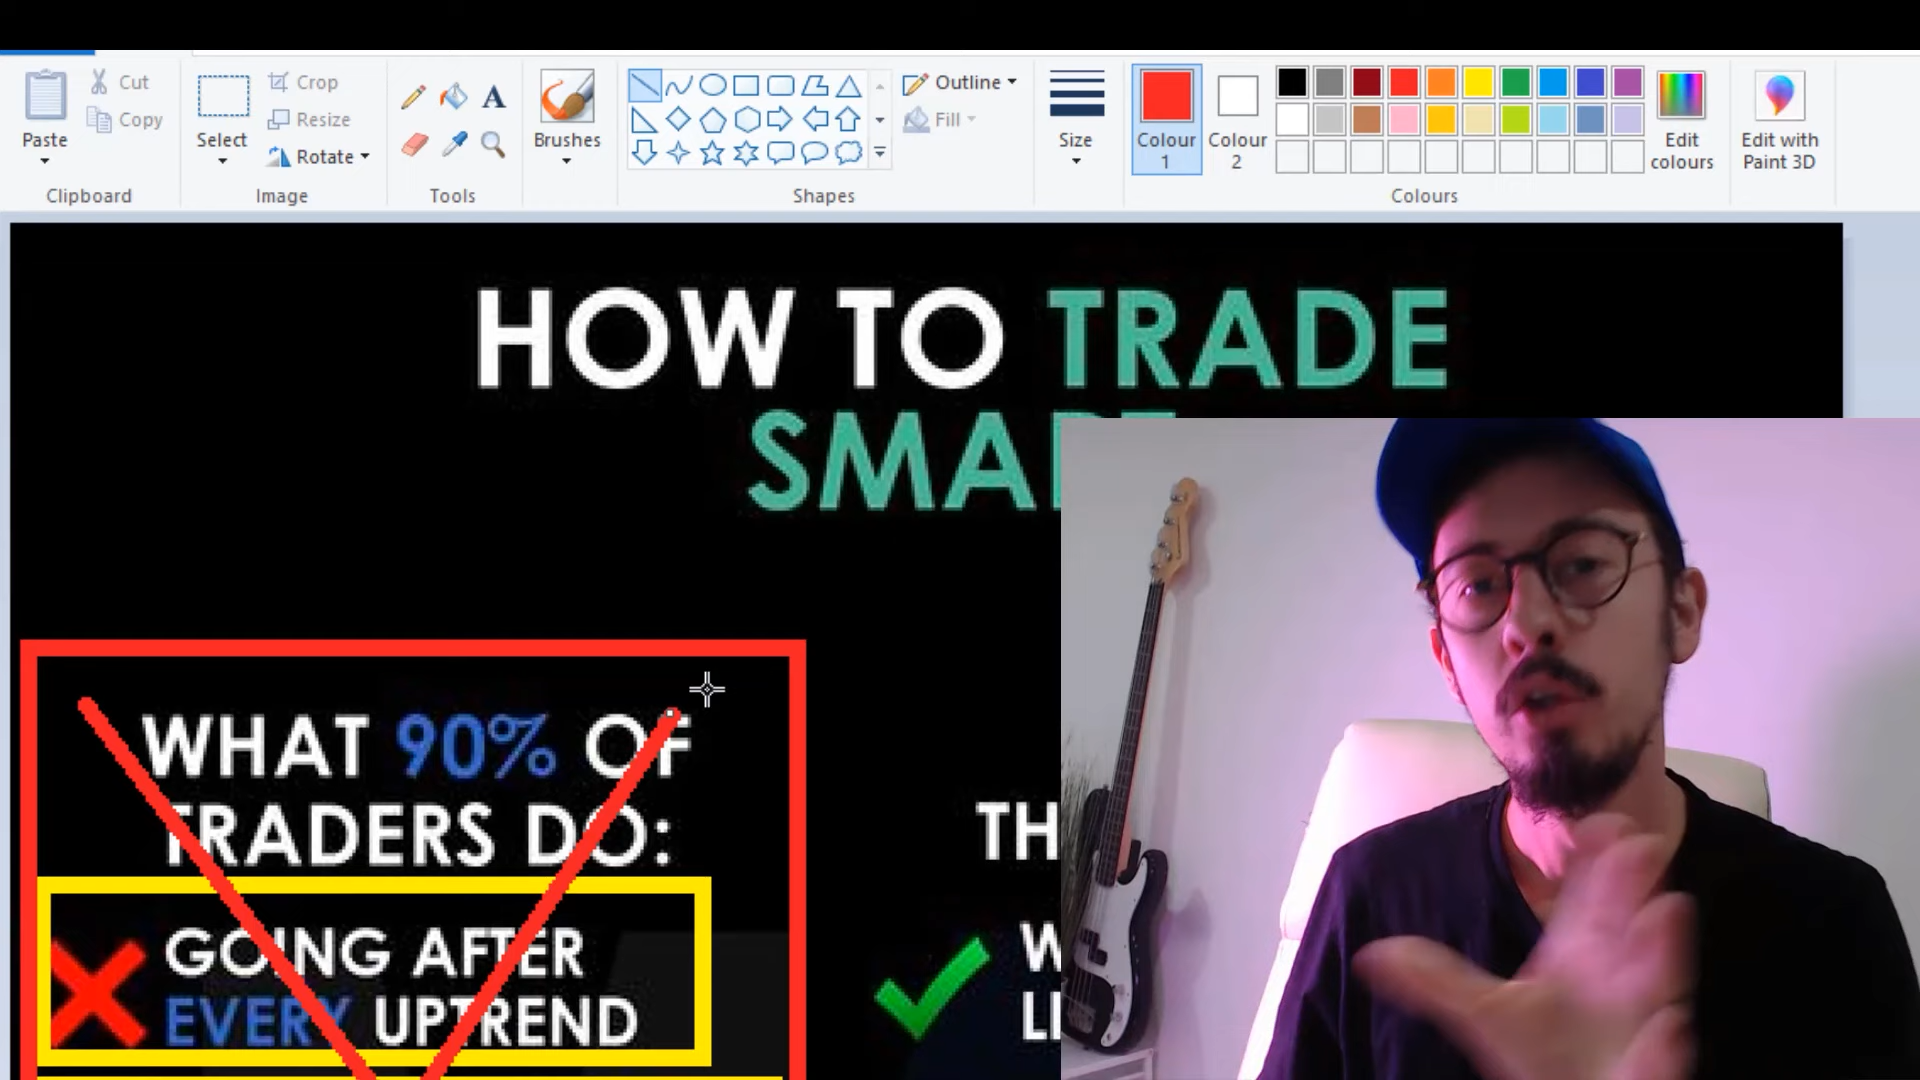 Cut
Crop
Outline
Copy
Resize
Fill
Paste
Select
Rotate
Brushes
Size
Colour
1
Colour
2
Edit
colours
Edit with
Paint 3D
Clipboard
Image
Tools
Shapes
Colours
HOW TO TRADE
WHAT 90% OF
TRADERS DO:
GOING AFTER
EVERY UPTREND